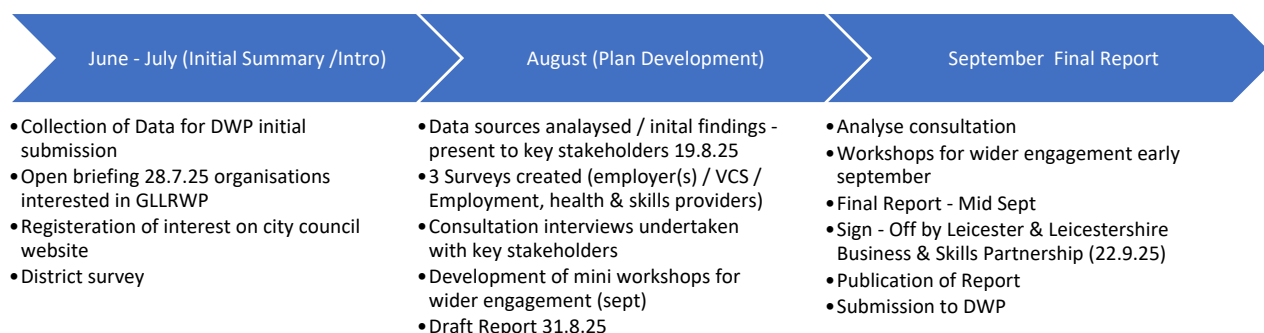 June - July (Initial Summary /Intro)
•Collection of Data for DWP initial
submission
•Open briefing 28.7.25 organisations
interested in GLLRWP
•Registeration of interest on city council
website
•District survey
August (Plan Development)
•Data sources analaysed / inital findings -
present to key stakeholders 19.8.25
•3 Surveys created (employer(s) / VCS /
Employment, health & skills providers)
•Consultation interviews undertaken
with key stakeholders
•Development of mini workshops for
wider engagement (sept)
•Draft Report 31.8.25
September  Final Report
•Analyse consultation
•Workshops for wider engagement early
september
•Final Report - Mid Sept
•Sign - Off by Leicester & Leicestershire
Business & Skills Partnership (22.9.25)
•Publication of Report
•Submission to DWP